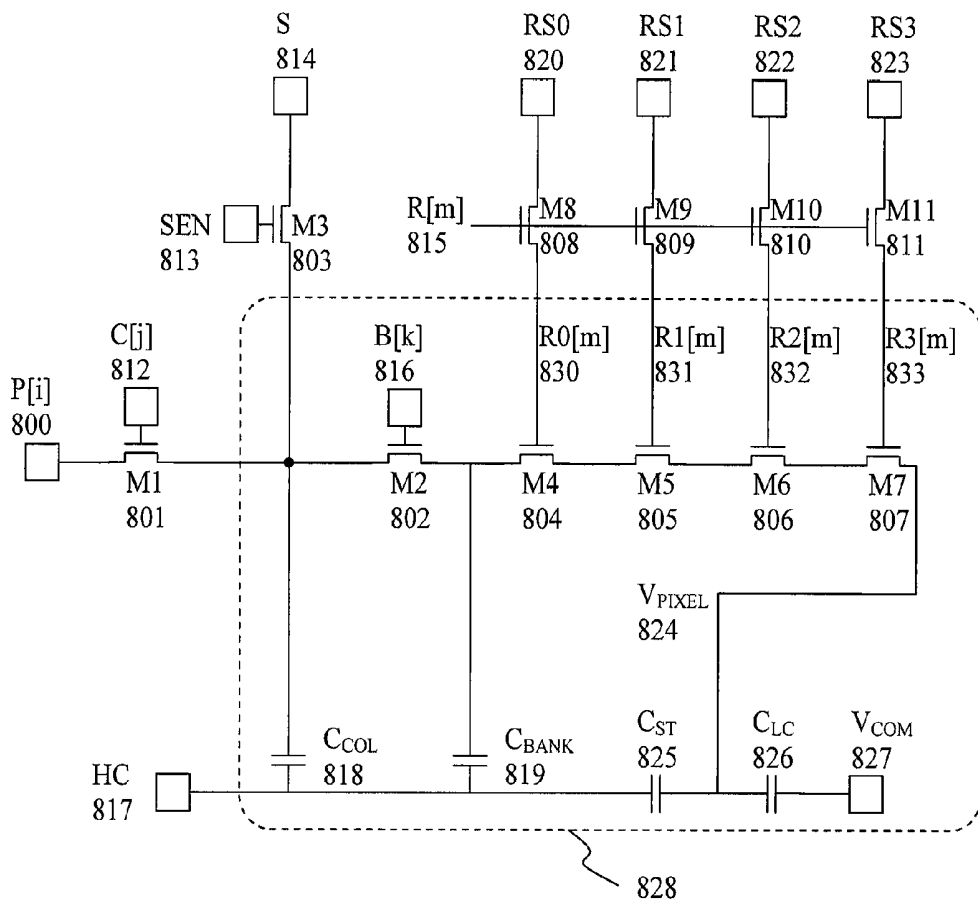 S
814
RS0
820
RS1
821
RS2
822
RS3
823
SEN
813
M3
803
R[m]
815
M8
808
M9
809
M10
810
M11
811
C[j]
812
B[k]
816
R0[m]
830
R1[m]
831
R2[m]
832
R3[m]
833
P[i]
800
M1
801
M2
802
M4
804
M5
805
M6
806
M7
807
VPIXEL
824
CCOL
818
CBANK
819
CST
825
CLC
826
VCOM
827
HC
817
828